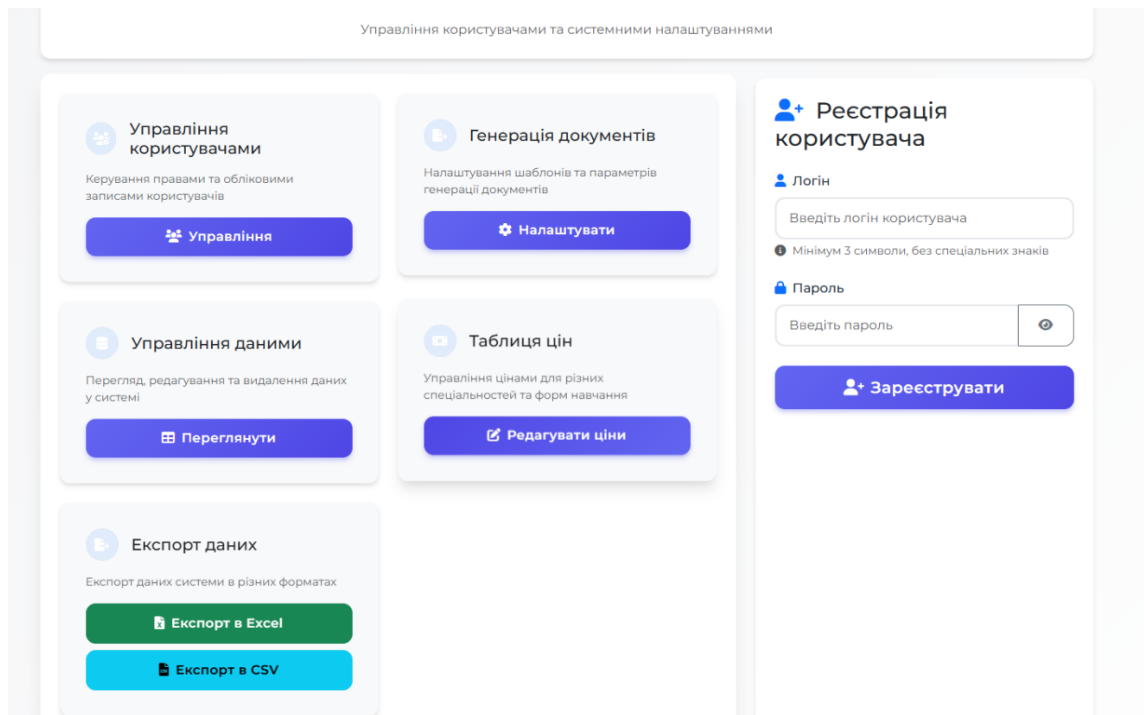 Управління користувачами та системними налаштуваннями
Управління
користувачами
Керування правами та обліковими
записами користувачів
Управління
Генерація документів
Налаштування шаблонів та параметрів
генерації документів
Налаштувати
Управління даними
Перегляд, редагування та видалення даних
у системі
Переглянути
Таблиця цін
Управління цінами для різних
спеціальностей та форм навчання
Редагувати ціни
Експорт даних
Експорт даних системи в різних форматах
Експорт в Excel
Експорт в CSV
Реєстрація
користувача
Логін
Введіть логін користувача
Мінімум 3 символи, без спеціальних знаків
Пароль
Введіть пароль
Зареєструвати